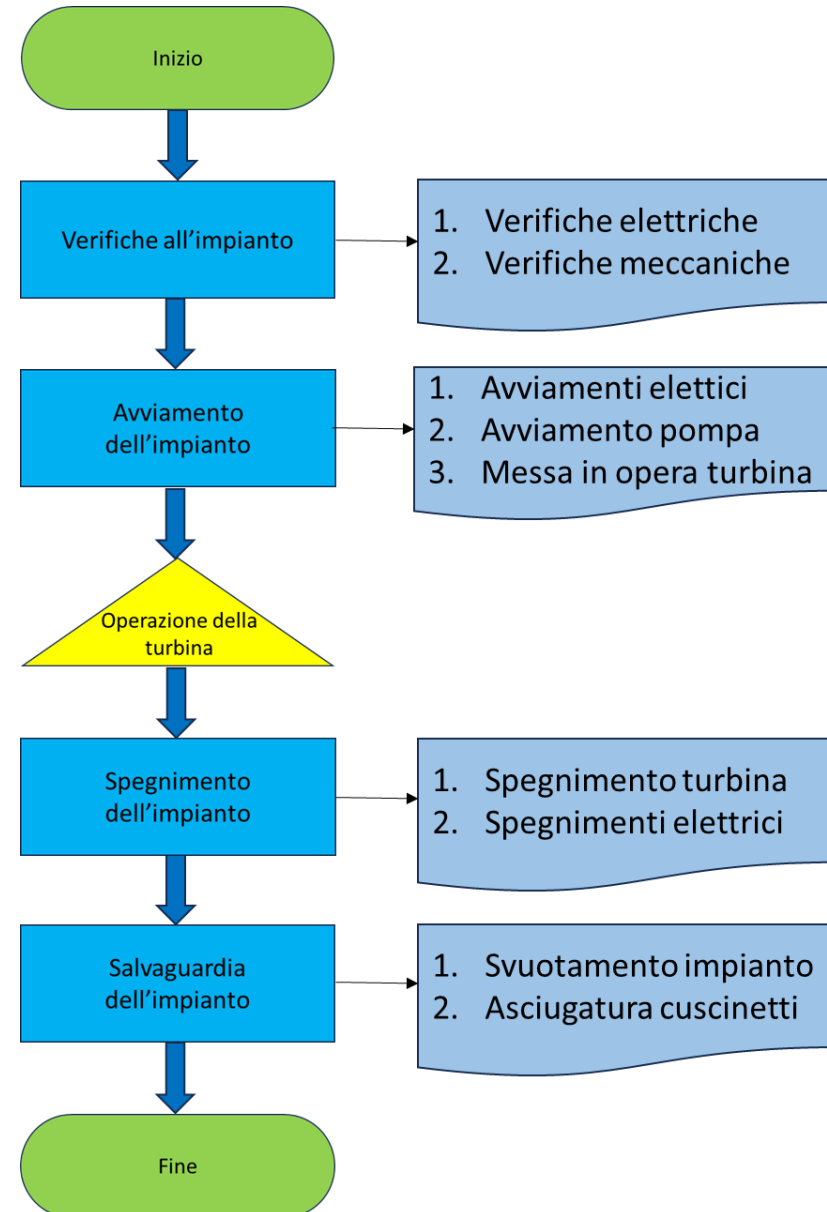 Inizio
Verifiche all'impianto
1. Verifiche elettriche
2. Verifiche meccaniche
Avviamento
dell'impianto
1. Avviamenti elettici
2. Avviamento pompa
3. Messa in opera turbina
Operazione della
turbina
Spegnimento
dell'impianto
1. Spegnimento turbina
2. Spegnimenti elettrici
Salvaguardia
dell'impianto
1. Svuotamento impianto
2. Asciugatura cuscinetti
Fine